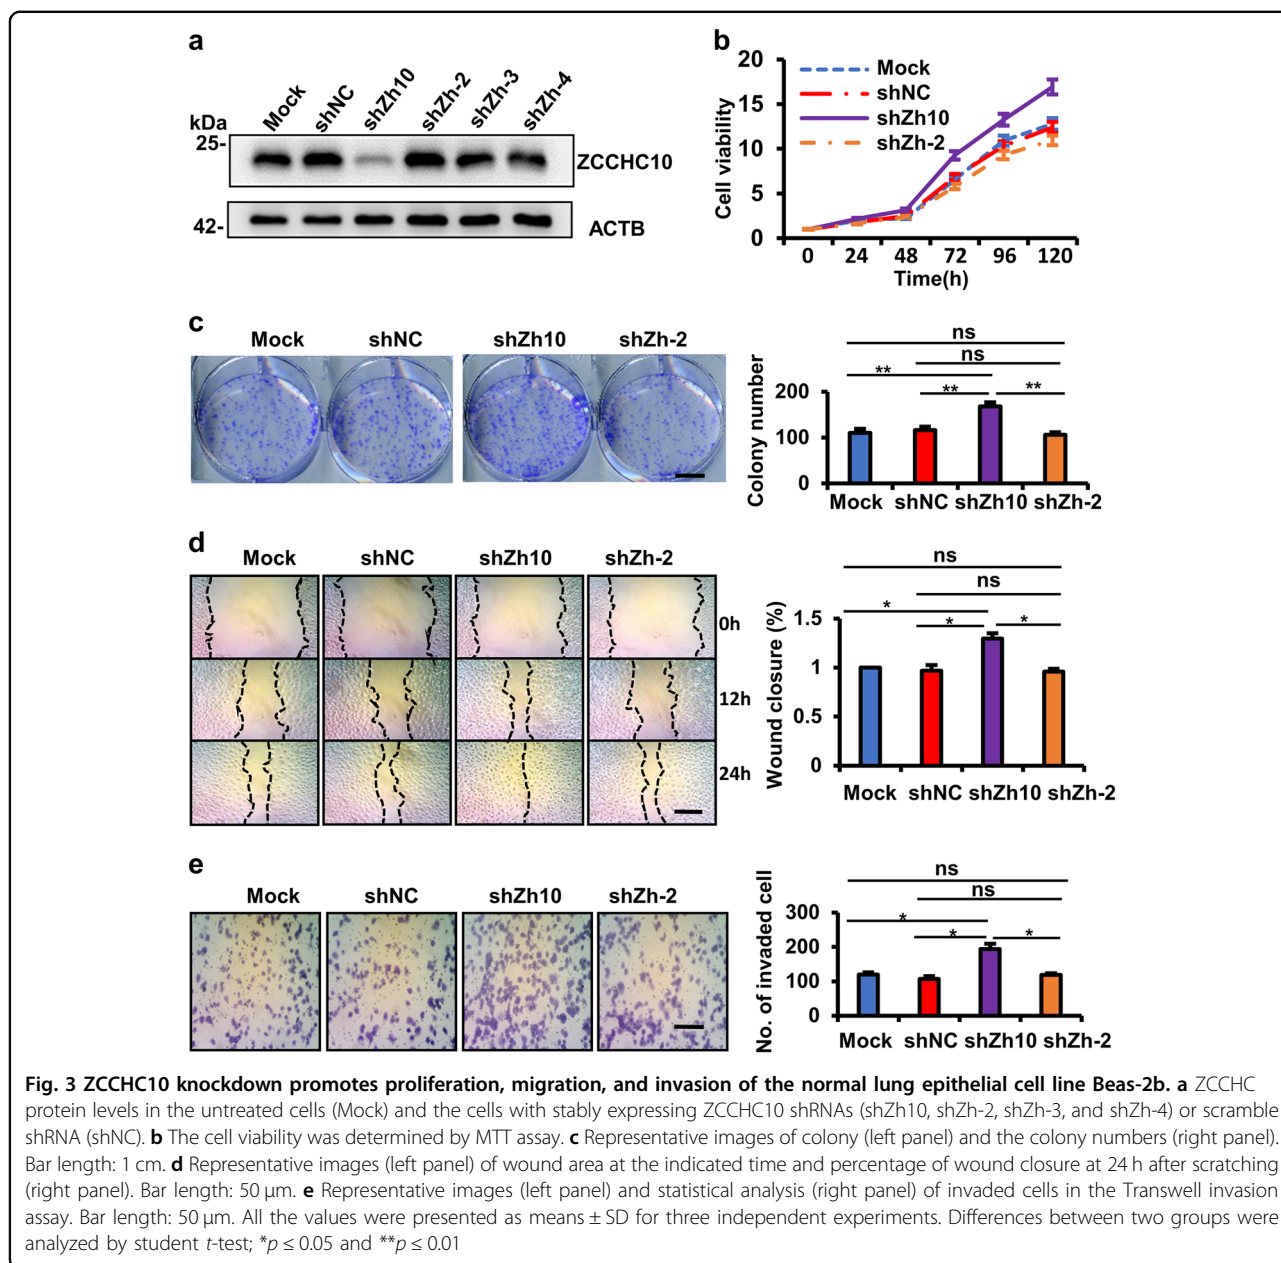 a
Mock shNC shZh10 shZh-2 shZh-3 shZh-4
kDa
25-
ZCCHC10
42-
ACTB
b
20
15
10
5
0
Cell viability
Mock
shNC
shZh10
shZh-2
0 24 48 72 96 120
Time(h)
c
Mock shNC shZh10 shZh-2
ns
ns
**
** **
200
100
0
Colony number
Mock shNC shZh10 shZh-2
d
Mock shNC shZh10 shZh-2
0h
12h
24h
ns
ns
*
* *
1.5
1
0.5
0
Wound closure (%)
Mock shNC shZh10 shZh-2
e
Mock shNC shZh10 shZh-2
ns
ns
*
* *
300
200
100
0
No. of invaded cell
Mock shNC shZh10 shZh-2
Fig. 3 ZCCHC10 knockdown promotes proliferation, migration, and invasion of the normal lung epithelial cell line Beas-2b. a ZCCHC
protein levels in the untreated cells (Mock) and the cells with stably expressing ZCCHC10 shRNAs (shZh10, shZh-2, shZh-3, and shZh-4) or scramble
shRNA (shNC). b The cell viability was determined by MTT assay. c Representative images of colony (left panel) and the colony numbers (right panel).
Bar length: 1 cm. d Representative images (left panel) of wound area at the indicated time and percentage of wound closure at 24 h after scratching
(right panel). Bar length: 50 μm. e Representative images (left panel) and statistical analysis (right panel) of invaded cells in the Transwell invasion
assay. Bar length: 50 μm. All the values were presented as means ± SD for three independent experiments. Differences between two groups were
analyzed by student t-test; *p ≤ 0.05 and **p ≤ 0.01